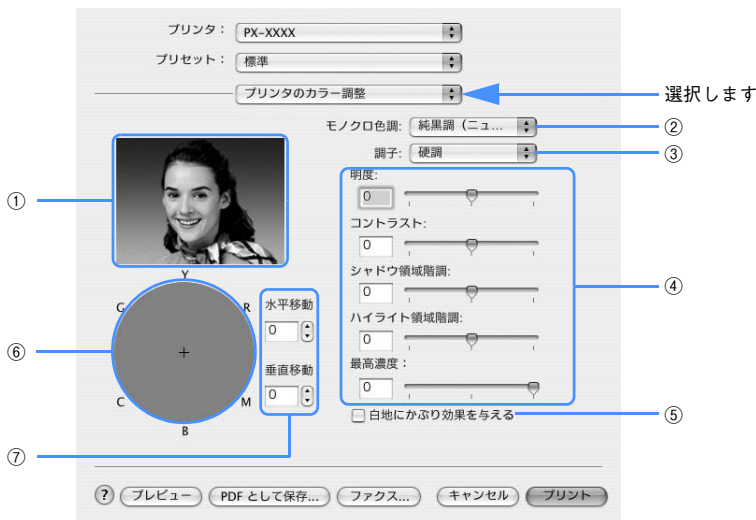 プリンタ： PX-XXXX
プリセット： 標準
プリンタのカラー調整
選択します
モノクロ色調: 純黒調（ニュ...
②
調子: 硬調
③
①
明度:
0
コントラスト:
0
シャドウ領域階調:
0
④
ハイライト領域階調:
0
最高濃度：
0
白地にかぶり効果を与える
⑤
Y
G
R
C
M
B
⑥
水平移動
0
垂直移動
0
⑦
?
プレビュー
PDF として保存...
ファクス...
キャンセル
プリント